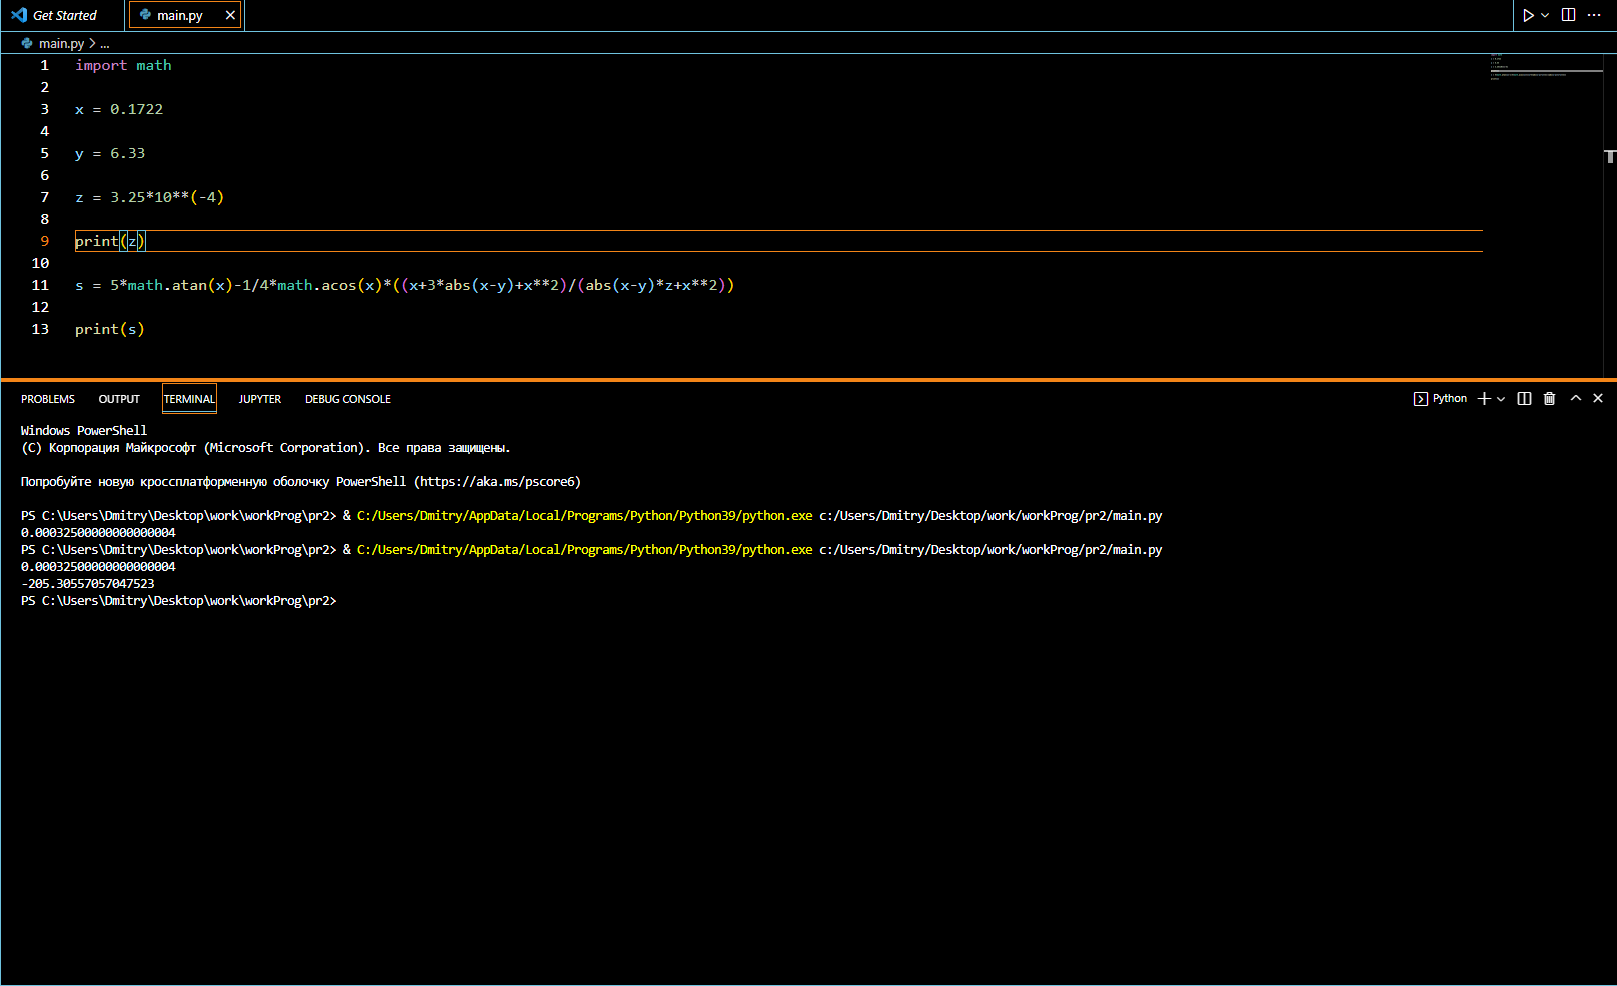 Get Started
main.py
main.py > ...
1 import math
2
3 x = 0.1722
4
5 y = 6.33
6
7 z = 3.25*10**(-4)
8
9 print(z)
10
11 s = 5*math.atan(x)-1/4*math.acos(x)*((x+3*abs(x-y)+x**2)/(abs(x-y)*z+x**2))
12
13 print(s)
PROBLEMS OUTPUT TERMINAL JUPYTER DEBUG CONSOLE
Python
Windows PowerShell
(C) Корпорация Майкрософт (Microsoft Corporation). Все права защищены.
Попробуйте новую кроссплатформенную оболочку PowerShell (https://aka.ms/pscore6)
PS C:\Users\Dmitry\Desktop\work\workProg\pr2> & C:/Users/Dmitry/AppData/Local/Programs/Python/Python39/python.exe c:/Users/Dmitry/Desktop/work/workProg/pr2/main.py
0.00032500000000000004
PS C:\Users\Dmitry\Desktop\work\workProg\pr2> & C:/Users/Dmitry/AppData/Local/Programs/Python/Python39/python.exe c:/Users/Dmitry/Desktop/work/workProg/pr2/main.py
0.00032500000000000004
-205.30557057047523
PS C:\Users\Dmitry\Desktop\work\workProg\pr2>